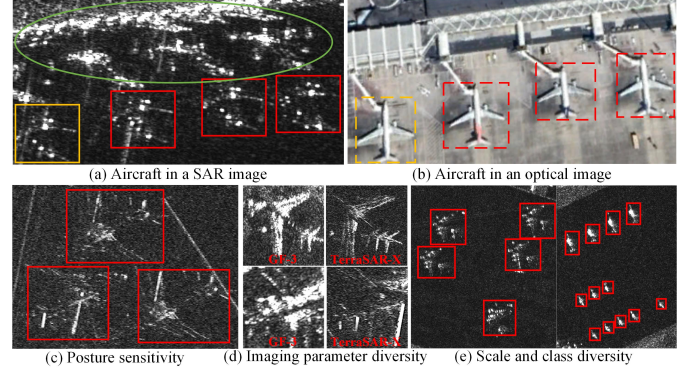 (a) Aircraft in a SAR image
(b) Aircraft in an optical image
GF-3
TerraSAR-X
GF-3
TerraSAR-X
(c) Posture sensitivity
(d) Imaging parameter diversity
(e) Scale and class diversity